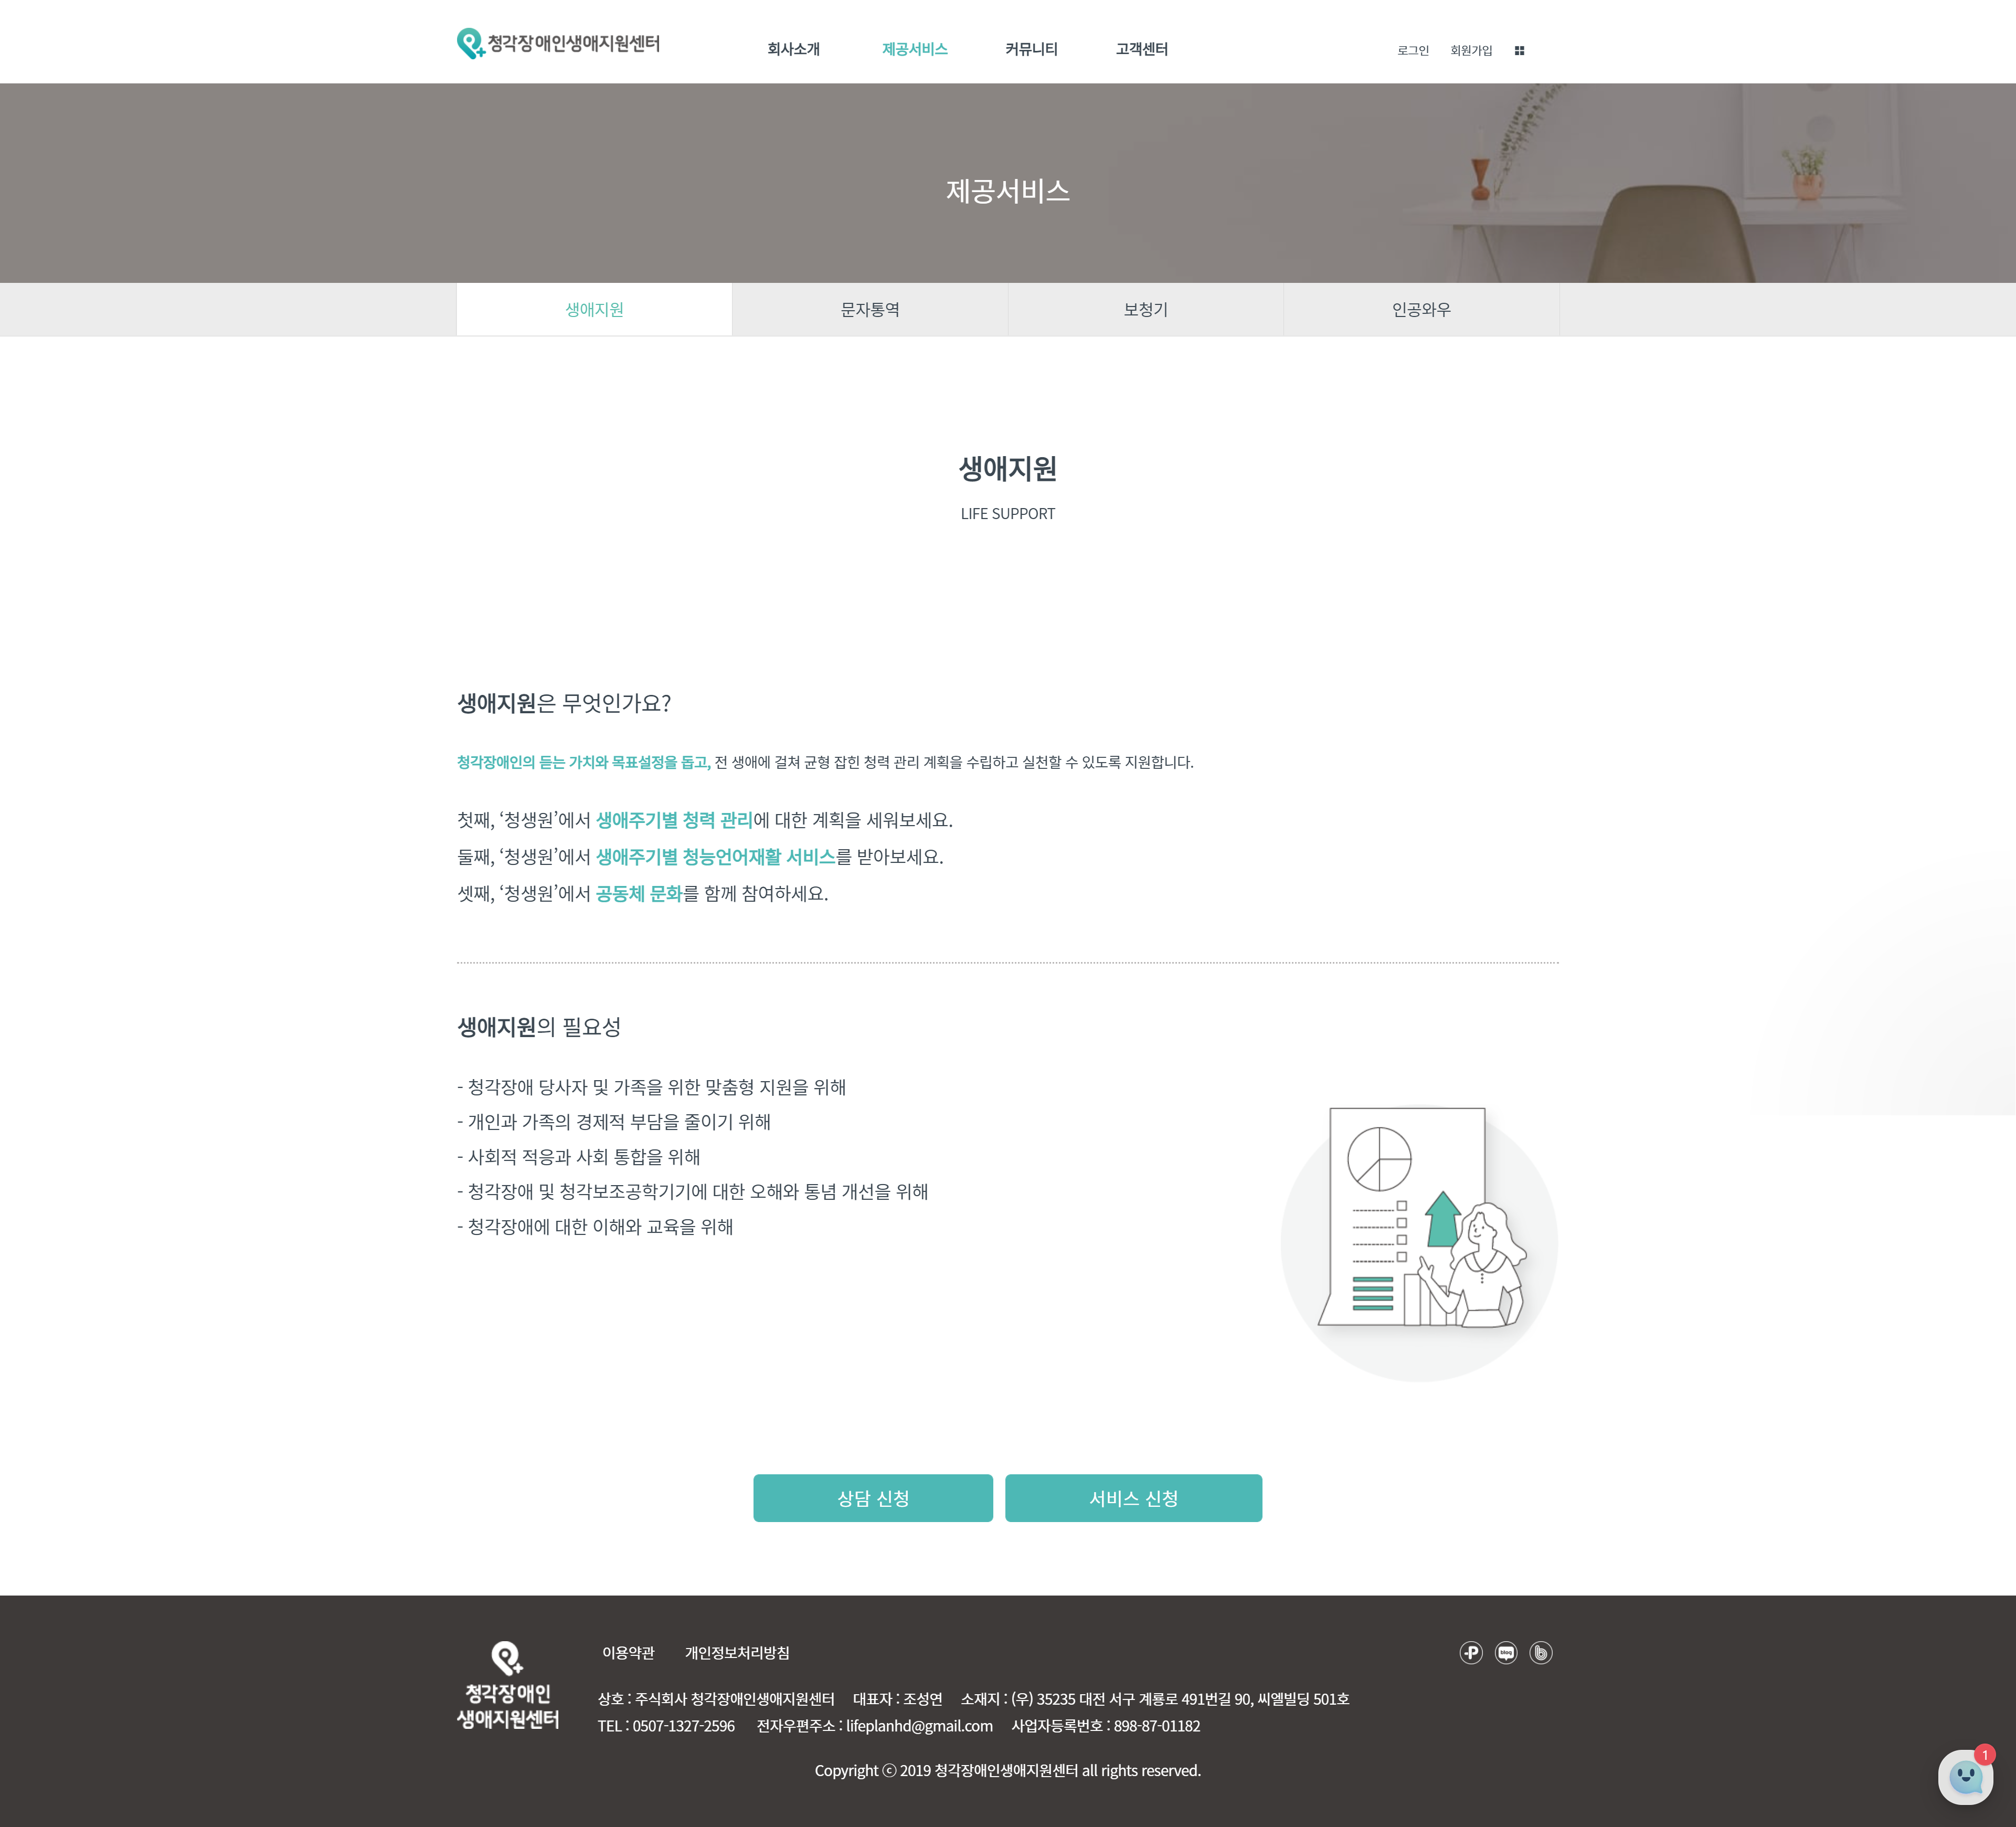 청각장애인생애지원센터
회사소개 제공서비스 커뮤니티 고객센터
로그인 회원가입
제공서비스
생애지원 문자통역 보청기 인공와우
생애지원
LIFE SUPPORT
생애지원은 무엇인가요?
청각장애인의 듣는 가치와 목표설정을 돕고, 전 생애에 걸쳐 균형 잡힌 청력 관리 계획을 수립하고 실천할 수 있도록 지원합니다.
첫째, ‘청생원’에서 생애주기별 청력 관리에 대한 계획을 세워보세요.
둘째, ‘청생원’에서 생애주기별 청능언어재활 서비스를 받아보세요.
셋째, ‘청생원’에서 공동체 문화를 함께 참여하세요.
생애지원의 필요성
- 청각장애 당사자 및 가족을 위한 맞춤형 지원을 위해
- 개인과 가족의 경제적 부담을 줄이기 위해
- 사회적 적응과 사회 통합을 위해
- 청각장애 및 청각보조공학기기에 대한 오해와 통념 개선을 위해
- 청각장애에 대한 이해와 교육을 위해
상담 신청 서비스 신청
청각장애인
생애지원센터
이용약관 개인정보처리방침
P blog b
상호 : 주식회사 청각장애인생애지원센터 대표자 : 조성연 소재지 : (우) 35235 대전 서구 계룡로 491번길 90, 씨엘빌딩 501호
TEL : 0507-1327-2596 전자우편주소 : lifeplanhd@gmail.com 사업자등록번호 : 898-87-01182
Copyright ⓒ 2019 청각장애인생애지원센터 all rights reserved.
1